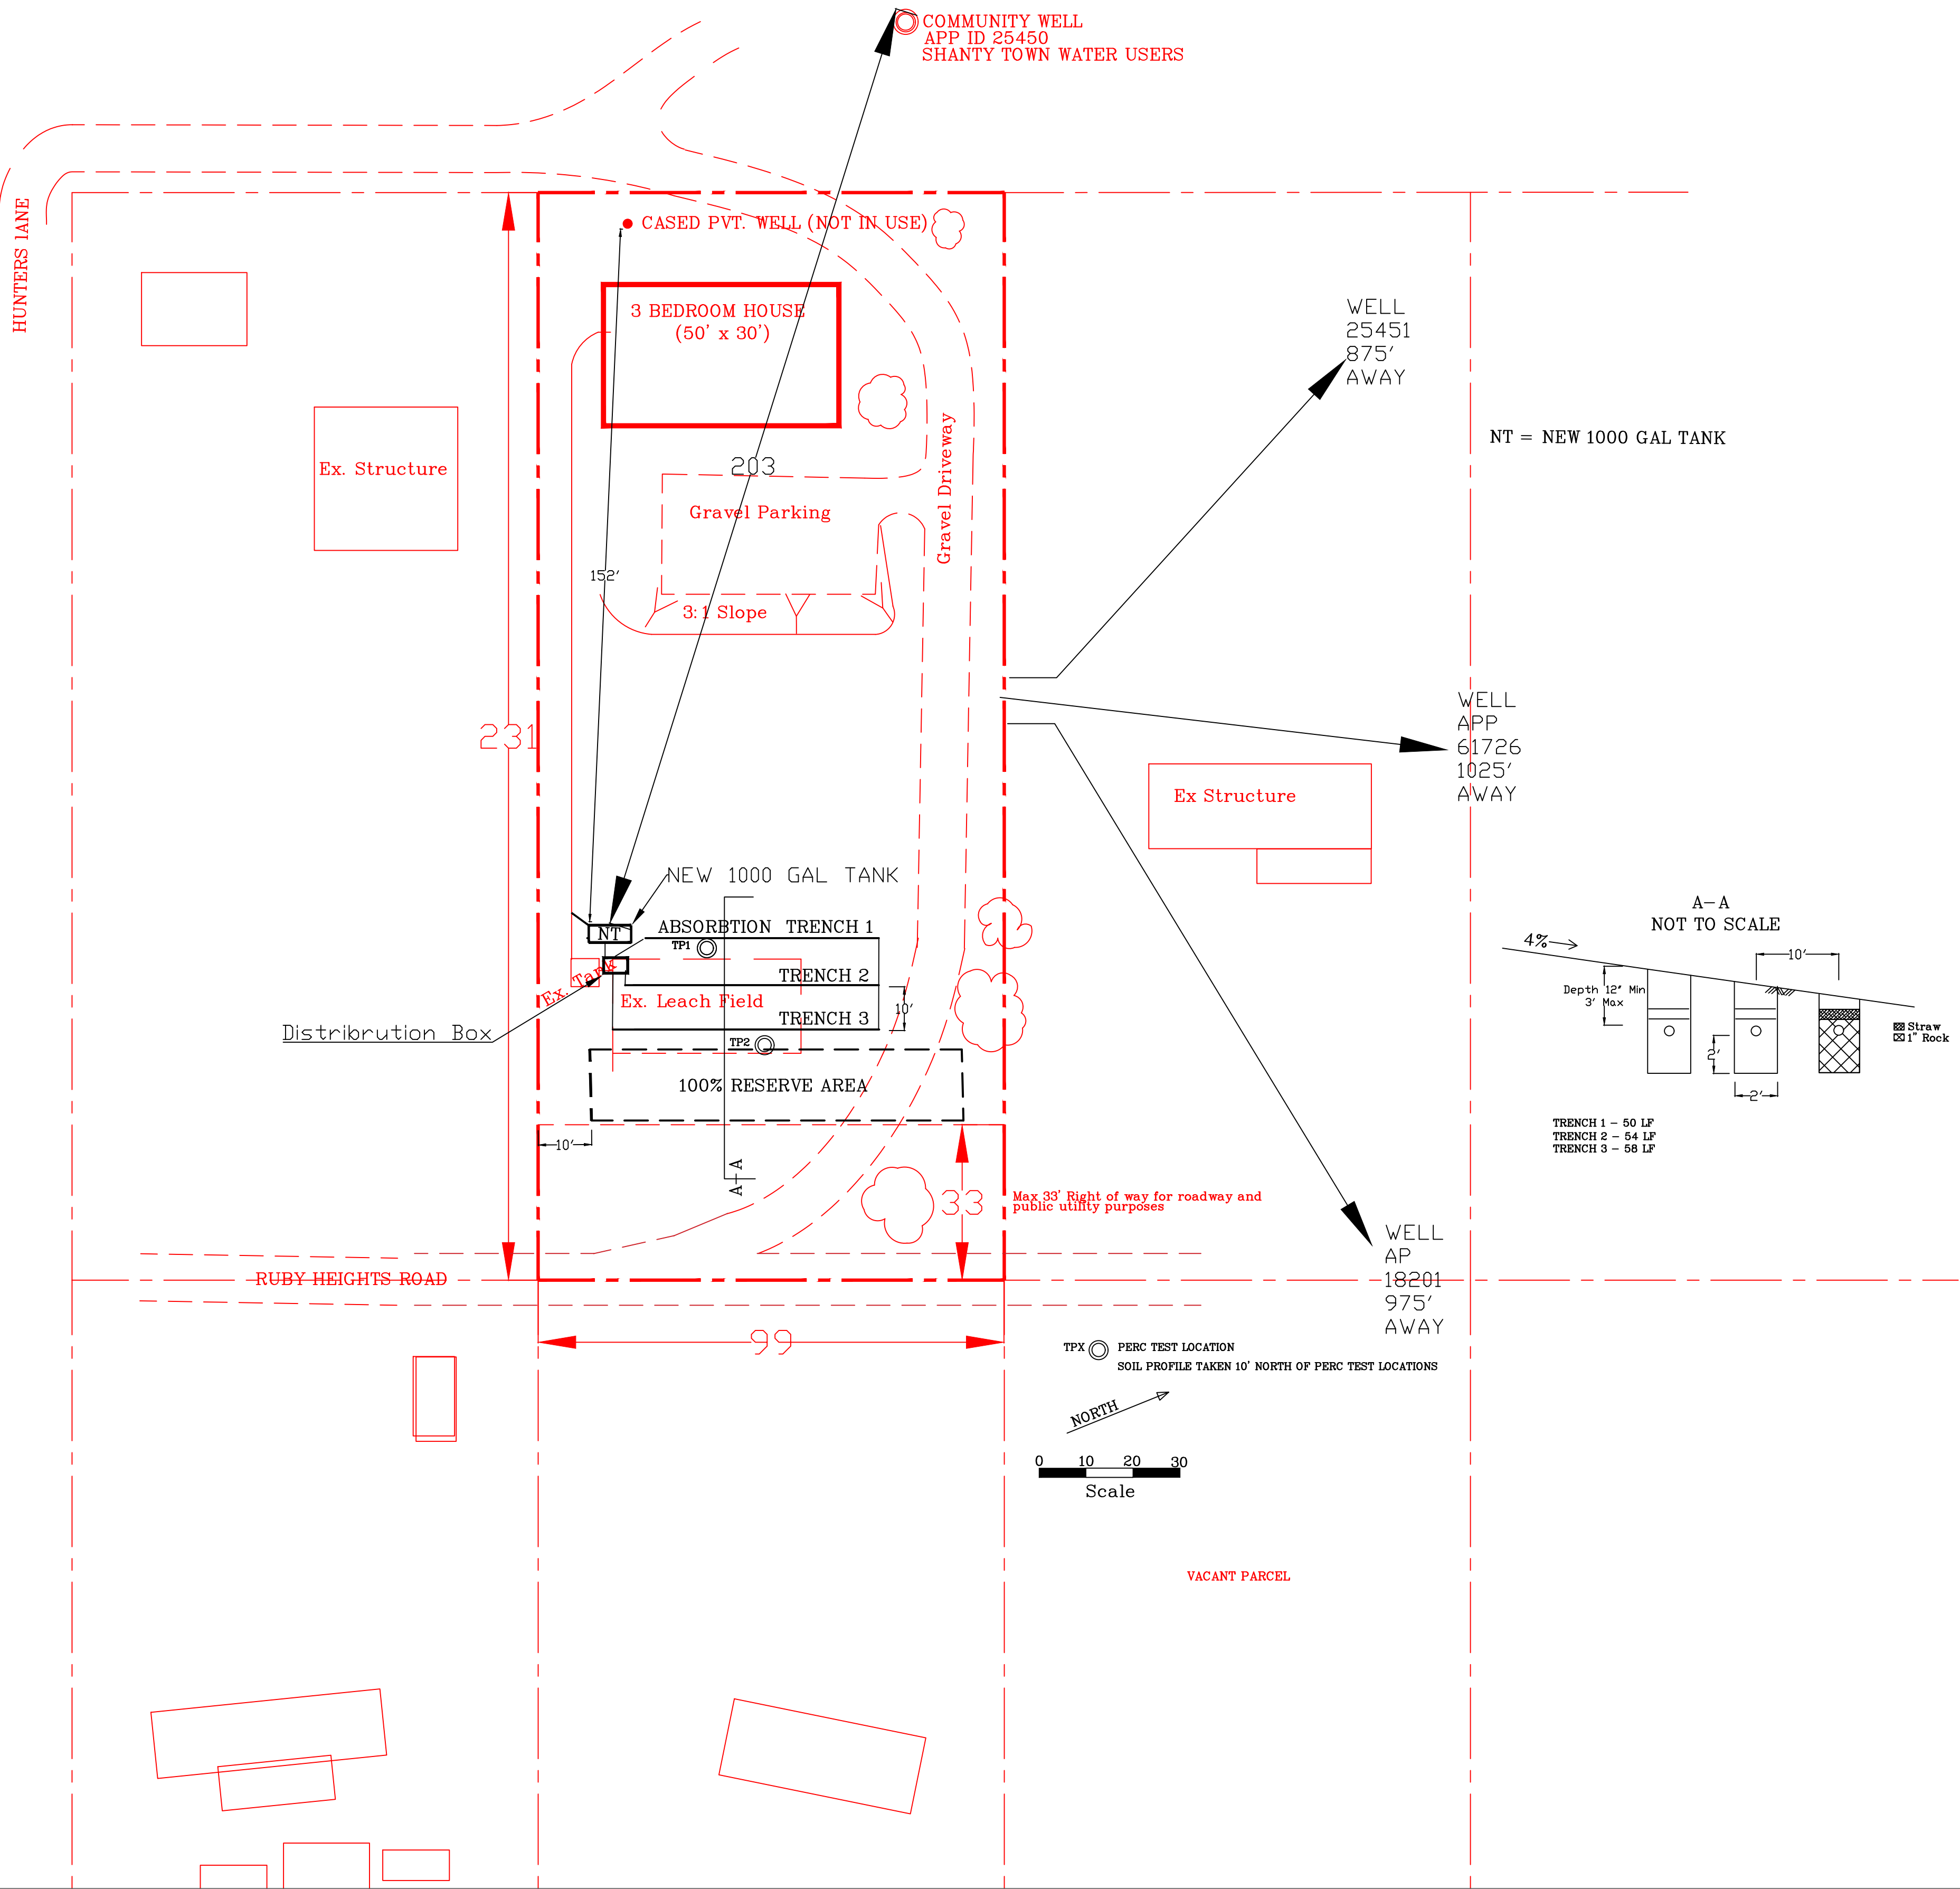 COMMUNITY WELL
APP ID 25450
SHANTY TOWN WATER USERS
HUNTERS lANE
CASED PVT. WELL (NOT IN USE)
3 BEDROOM HOUSE
(50' x 30')
WELL
25451
875'
AWAY
NT = NEW 1000 GAL TANK
Ex. Structure
203
Gravel Parking
Gravel Driveway
152'
3:1 Slope
231
WELL
APP
61726
1025'
AWAY
Ex Structure
NEW 1000 GAL TANK
NT
ABSORBTION TRENCH 1
TP1
TRENCH 2
Ex. Tank
Ex. Leach Field
10'
TRENCH 3
Distribrution Box
TP2
100% RESERVE AREA
10'
A-A
33
Max 33' Right of way for roadway and
public utility purposes
A-A
NOT TO SCALE
4%
10'
Depth 12" Min
3' Max
2'
2'
Straw
1" Rock
TRENCH 1 - 50 LF
TRENCH 2 - 54 LF
TRENCH 3 - 58 LF
WELL
AP
18201
975'
AWAY
RUBY HEIGHTS ROAD
99
TPX PERC TEST LOCATION
SOIL PROFILE TAKEN 10' NORTH OF PERC TEST LOCATIONS
NORTH
0 10 20 30
Scale
VACANT PARCEL